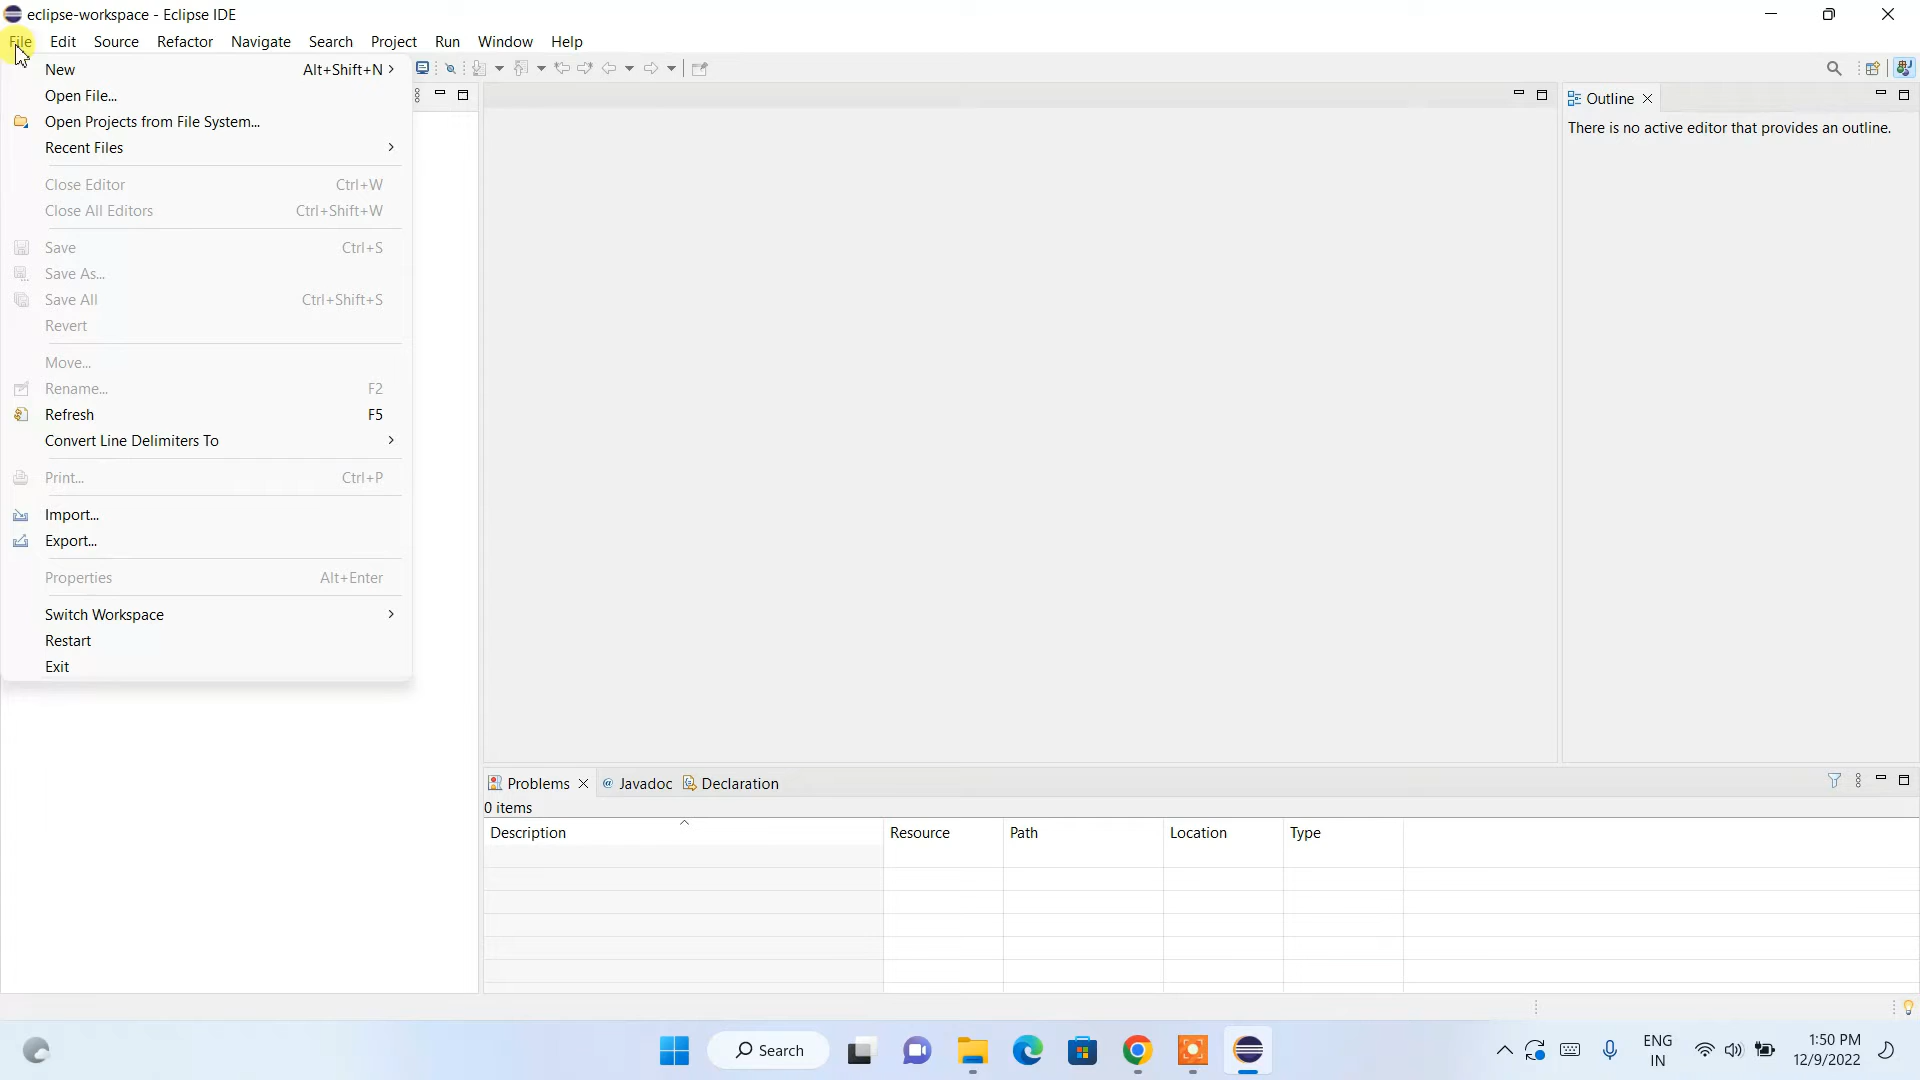 eclipse-workspace - Eclipse IDE
File Edit Source Refactor Navigate Search Project Run Window Help
New Alt+Shift+N
Open File...
Open Projects from File System...
Recent Files
Close Editor Ctrl+W
Close All Editors Ctrl+Shift+W
Save Ctrl+S
Save As...
Save All Ctrl+Shift+S
Revert
Move...
Rename... F2
Refresh F5
Convert Line Delimiters To
Print... Ctrl+P
Import...
Export...
Properties Alt+Enter
Switch Workspace
Restart
Exit
Outline
There is no active editor that provides an outline.
Problems @ Javadoc Declaration
0 items
Description Resource Path Location Type
Search
ENG
IN
1:50 PM
12/9/2022